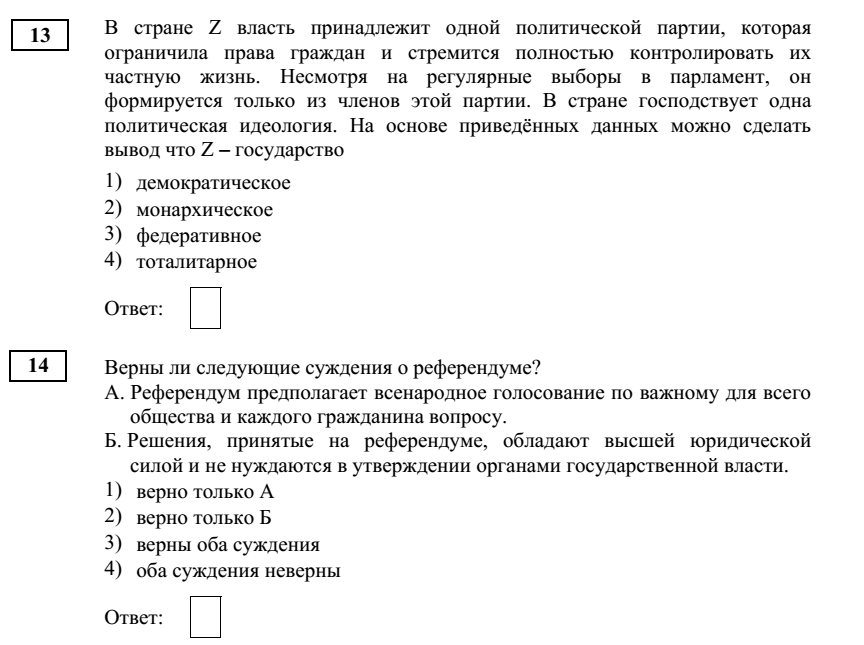 13
В стране Z власть принадлежит одной политической партии, которая
ограничила права граждан и стремится полностью контролировать их
частную жизнь. Несмотря на регулярные выборы в парламент, он
формируется только из членов этой партии. В стране господствует одна
политическая идеология. На основе приведённых данных можно сделать
вывод что Z – государство
1) демократическое
2) монархическое
3) федеративное
4) тоталитарное
Ответ:
14
Верны ли следующие суждения о референдуме?
А. Референдум предполагает всенародное голосование по важному для всего
общества и каждого гражданина вопросу.
Б. Решения, принятые на референдуме, обладают высшей юридической
силой и не нуждаются в утверждении органами государственной власти.
1) верно только А
2) верно только Б
3) верны оба суждения
4) оба суждения неверны
Ответ: